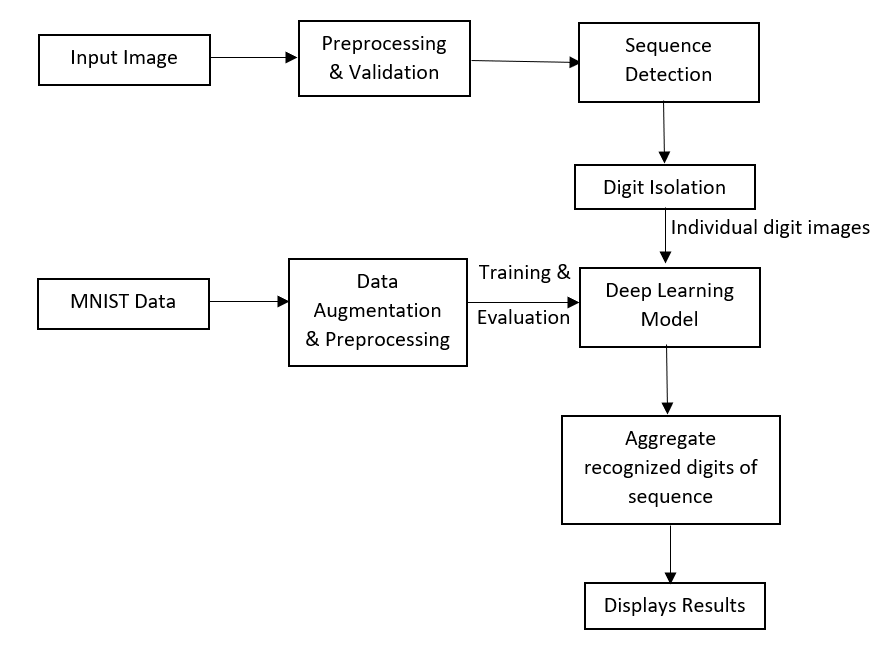 Input Image
Preprocessing
& Validation
Sequence
Detection
Digit Isolation
Individual digit images
MNIST Data
Data
Augmentation
& Preprocessing
Training &
Evaluation
Deep Learning
Model
Aggregate
recognized digits of
sequence
Displays Results